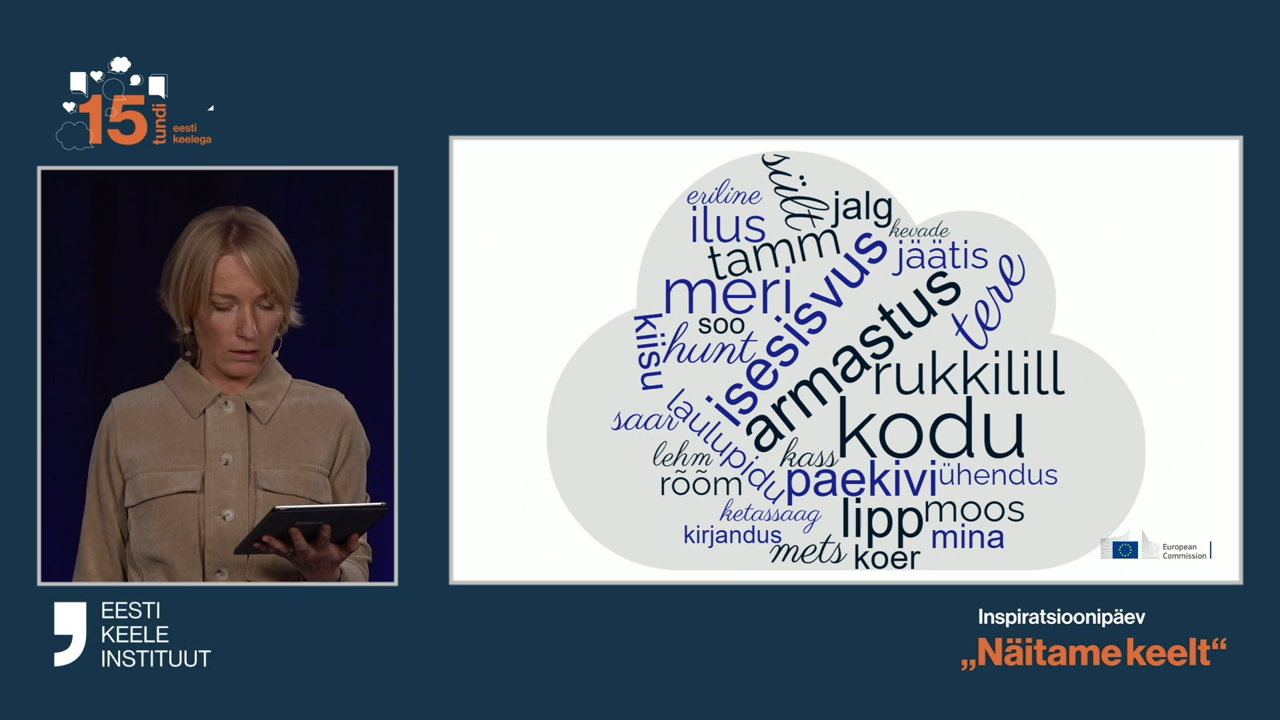 15
tundi
eesti
keelega
EESTI
KEELE
INSTITUUT
sült
eriline
ilus
jalg
kevade
tamm
jäätis
tere
meri
isesisvus
armastus
kiisu
soo
hunt
rukkilill
saar
laulupidu
kodu
lehm
kass
rõõm
paekivi
ühendus
ketassaag
lipp
moos
kirjandus
mets
koer
mina
European
Commission
Inspiratsioonipäev
„Näitame keelt“